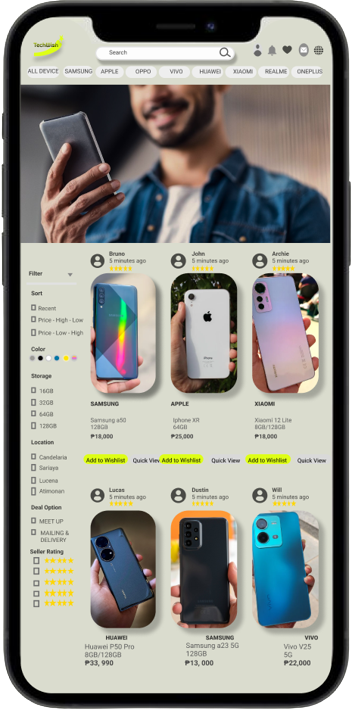 TechWish
Search
ALL DEVICE SAMSUNG APPLE OPPO VIVO HUAWEI XIAOMI REALME ONEPLUS
Bruno
5 minutes ago
John
5 minutes ago
Archie
5 minutes ago
Filter
Sort
Recent
Price - High - Low
Price - Low - High
Color
Storage
16GB
32GB
64GB
128GB
Location
Candelaria
Sariaya
Lucena
Atimonan
Deal Option
MEET UP
MAILING &
DELIVERY
Seller Rating
SAMSUNG
Samsung a50
128GB
₱18,000
APPLE
Iphone XR
64GB
₱25,000
XIAOMI
Xiaomi 12 Lite
8GB/128GB
₱18,000
Add to Wishlist Quick View
Add to Wishlist Quick View
Add to Wishlist Quick View
Lucas
5 minutes ago
Dustin
5 minutes ago
Will
5 minutes ago
HUAWEI
Huawei P50 Pro
8GB/128GB
₱33, 990
SAMSUNG
Samsung a23 5G
128GB
₱13, 000
VIVO
Vivo V25
5G
₱22,000